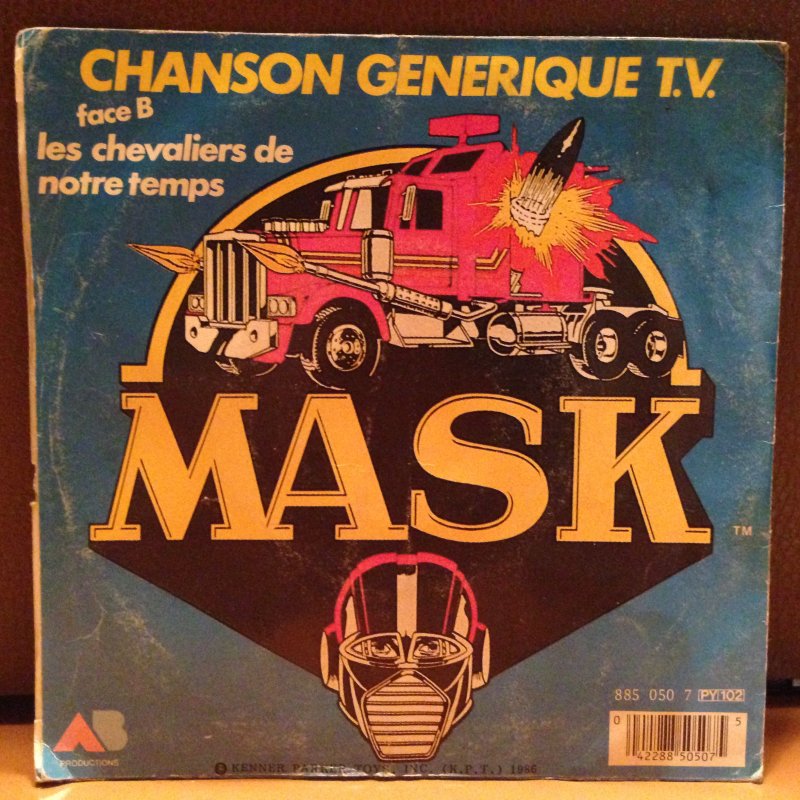 CHANSON GENERIQUE T.V.
face B
les chevaliers de
notre temps
MASK
TM
885 050 7 PY 102
AB
PRODUCTIONS
0 42288 50507 5
© KENNER PARKER TOYS, INC. (K.P.T.) 1986